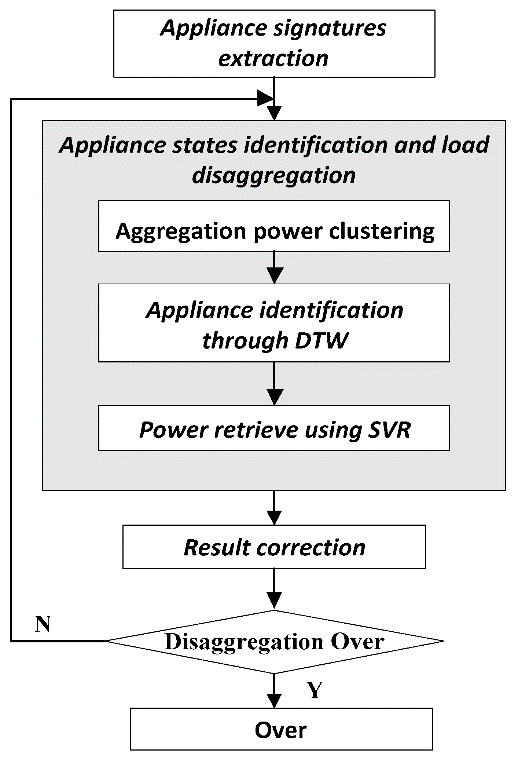 Appliance signatures
extraction
Appliance states identification and load
disaggregation
Aggregation power clustering
Appliance identification
through DTW
Power retrieve using SVR
Result correction
N
Disaggregation Over
Y
Over